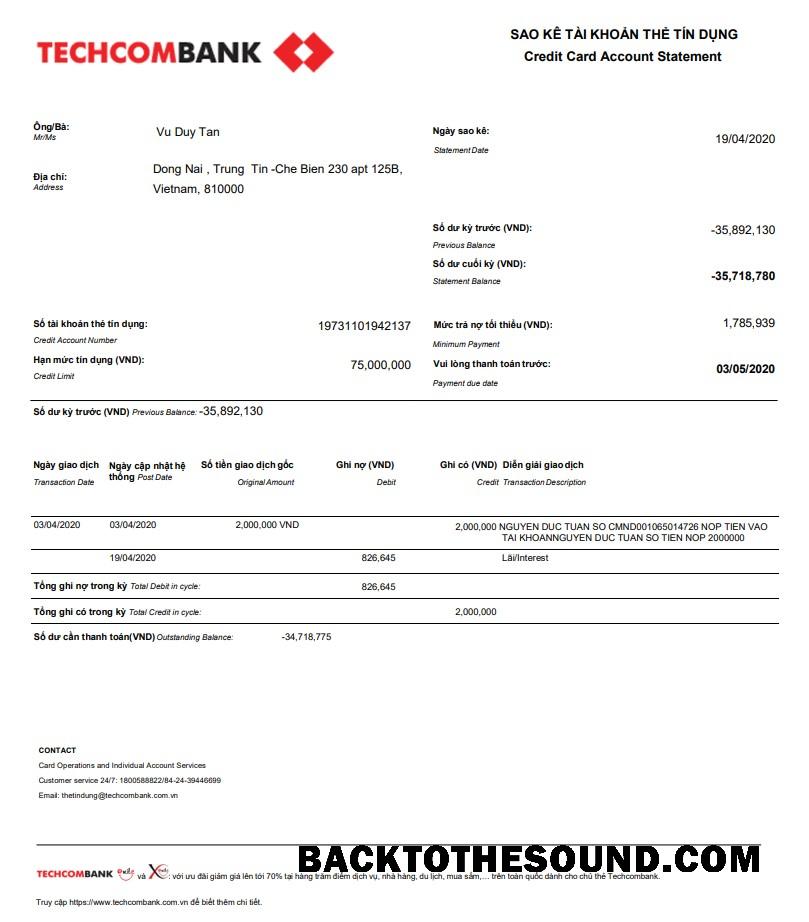 TECHCOMBANK
SAO KÊ TÀI KHOẢN THẺ TÍN DỤNG
Credit Card Account Statement
Ông/Bà:
Mr/Ms
Vu Duy Tan
Ngày sao kê:
Statement Date
19/04/2020
Địa chỉ:
Address
Dong Nai , Trung Tin -Che Bien 230 apt 125B,
Vietnam, 810000
Số dư kỳ trước (VND):
Previous Balance
-35,892,130
Số dư cuối kỳ (VND):
Statement Balance
-35,718,780
Số tài khoản thẻ tín dụng:
Credit Account Number
19731101942137
Mức trả nợ tối thiểu (VND):
Minimum Payment
1,785,939
Hạn mức tín dụng (VND):
Credit Limit
75,000,000
Vui lòng thanh toán trước:
Payment due date
03/05/2020
Số dư kỳ trước (VND) Previous Balance: -35,892,130
Ngày giao dịch Ngày cập nhật hệ Số tiền giao dịch gốc Ghi nợ (VND) Ghi có (VND) Diễn giải giao dịch
Transaction Date thống Post Date Original Amount Debit Credit Transaction Description
03/04/2020 03/04/2020 2,000,000 VND 2,000,000 NGUYEN DUC TUAN SO CMND001065014726 NOP TIEN VAO
TAI KHOANNGUYEN DUC TUAN SO TIEN NOP 2000000
19/04/2020 826,645 Lãi/Interest
Tổng ghi nợ trong kỳ Total Debit in cycle: 826,645
Tổng ghi có trong kỳ Total Credit in cycle: 2,000,000
Số dư cần thanh toán(VND) Outstanding Balance: -34,718,775
CONTACT
Card Operations and Individual Account Services
Customer service 24/7: 1800588822/84-24-39446699
Email: thetindung@techcombank.com.vn
BACKTOTHESOUND.COM
TECHCOMBANK và : với ưu đãi giảm giá lên tới 70% tại hàng trăm điểm dịch vụ, nhà hàng, du lịch, mua sắm,... trên toàn quốc dành cho chủ thẻ Techcombank.
Truy cập https://www.techcombank.com.vn để biết thêm chi tiết.